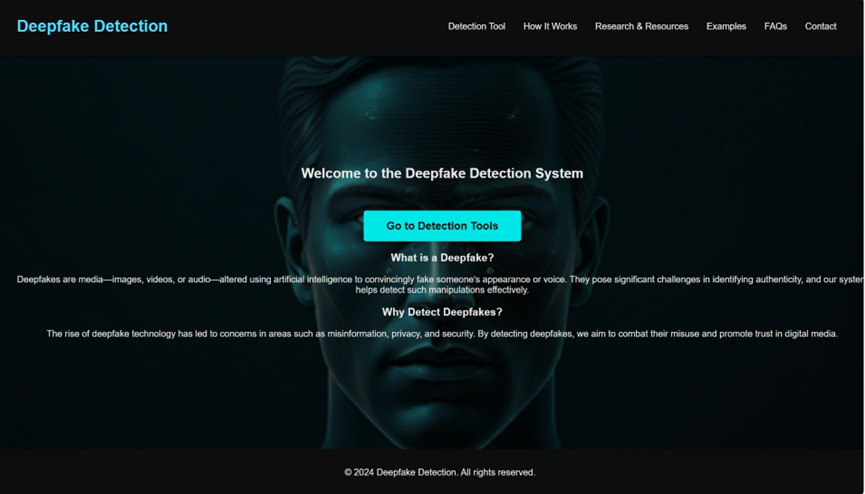 Deepfake Detection
Detection Tool How It Works Research & Resources Examples FAQs Contact
Welcome to the Deepfake Detection System
Go to Detection Tools
What is a Deepfake?
Deepfakes are media—images, videos, or audio—altered using artificial intelligence to convincingly fake someone's appearance or voice. They pose significant challenges in identifying authenticity, and our system
helps detect such manipulations effectively.
Why Detect Deepfakes?
The rise of deepfake technology has led to concerns in areas such as misinformation, privacy, and security. By detecting deepfakes, we aim to combat their misuse and promote trust in digital media.
© 2024 Deepfake Detection. All rights reserved.